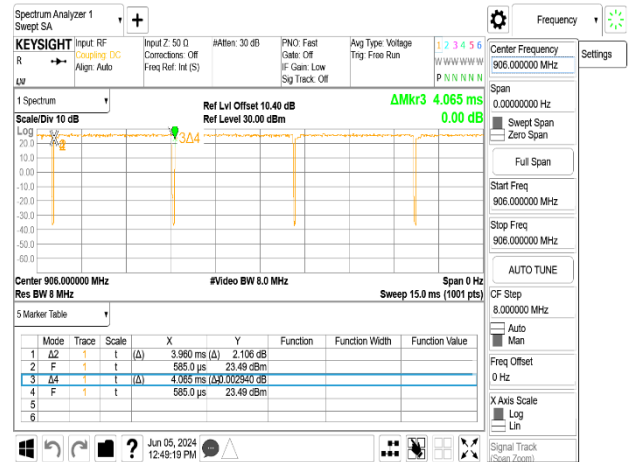 Spectrum Analyzer 1
Swept SA
Frequency
KEYSIGHT
R
Input: RF
Coupling: DC
Align: Auto
Input Z: 50 Ω
Corrections: Off
Freq Ref: Int (S)
#Atten: 30 dB
PNO: Fast
Gate: Off
IF Gain: Low
Sig Track: Off
Avg Type: Voltage
Trig: Free Run
1 2 3 4 5 6
W W W W W W
P N N N N N
Center Frequency
906.000000 MHz
Settings
Span
0.00000000 Hz
Swept Span
Zero Span
Full Span
Start Freq
906.000000 MHz
Stop Freq
906.000000 MHz
AUTO TUNE
CF Step
8.000000 MHz
Auto
Man
Freq Offset
0 Hz
X Axis Scale
Log
Lin
Signal Track
(Span Zoom)
1 Spectrum
Scale/Div 10 dB
Ref Lvl Offset 10.40 dB
Ref Level 30.00 dBm
ΔMkr3 4.065 ms
0.00 dB
Log
20.0
10.0
0.00
-10.0
-20.0
-30.0
-40.0
-50.0
-60.0
3Δ4
Center 906.000000 MHz
Res BW 8 MHz
#Video BW 8.0 MHz
Span 0 Hz
Sweep 15.0 ms (1001 pts)
5 Marker Table
Mode Trace Scale X Y Function Function Width Function Value
1 Δ2 1 t (Δ) 3.960 ms (Δ) 2.106 dB
2 F 1 t 585.0 µs 23.49 dBm
3 Δ4 1 t (Δ) 4.065 ms (Δ) 0.002940 dB
4 F 1 t 585.0 µs 23.49 dBm
5
6
?
Jun 05, 2024
12:49:19 PM